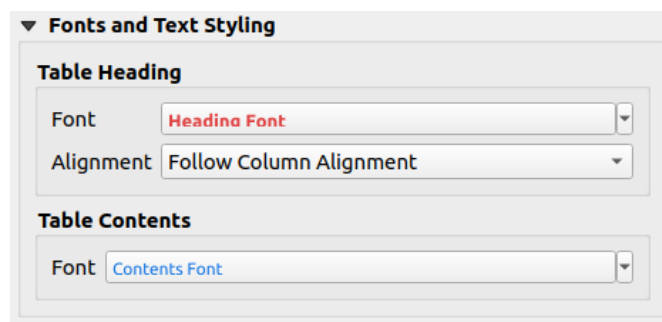 Fonts and Text Styling
Table Heading
Font Heading Font
Alignment Follow Column Alignment
Table Contents
Font Contents Font